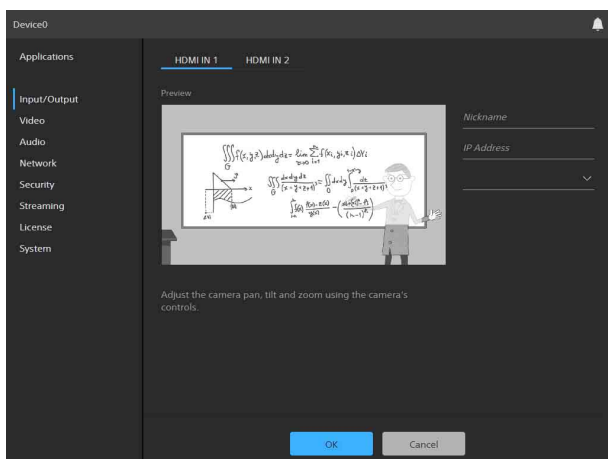 Device0
Applications
Input/Output
Video
Audio
Network
Security
Streaming
License
System
HDMI IN 1
HDMI IN 2
Preview
Nickname
IP Address
Adjust the camera pan, tilt and zoom using the camera's
controls.
OK
Cancel